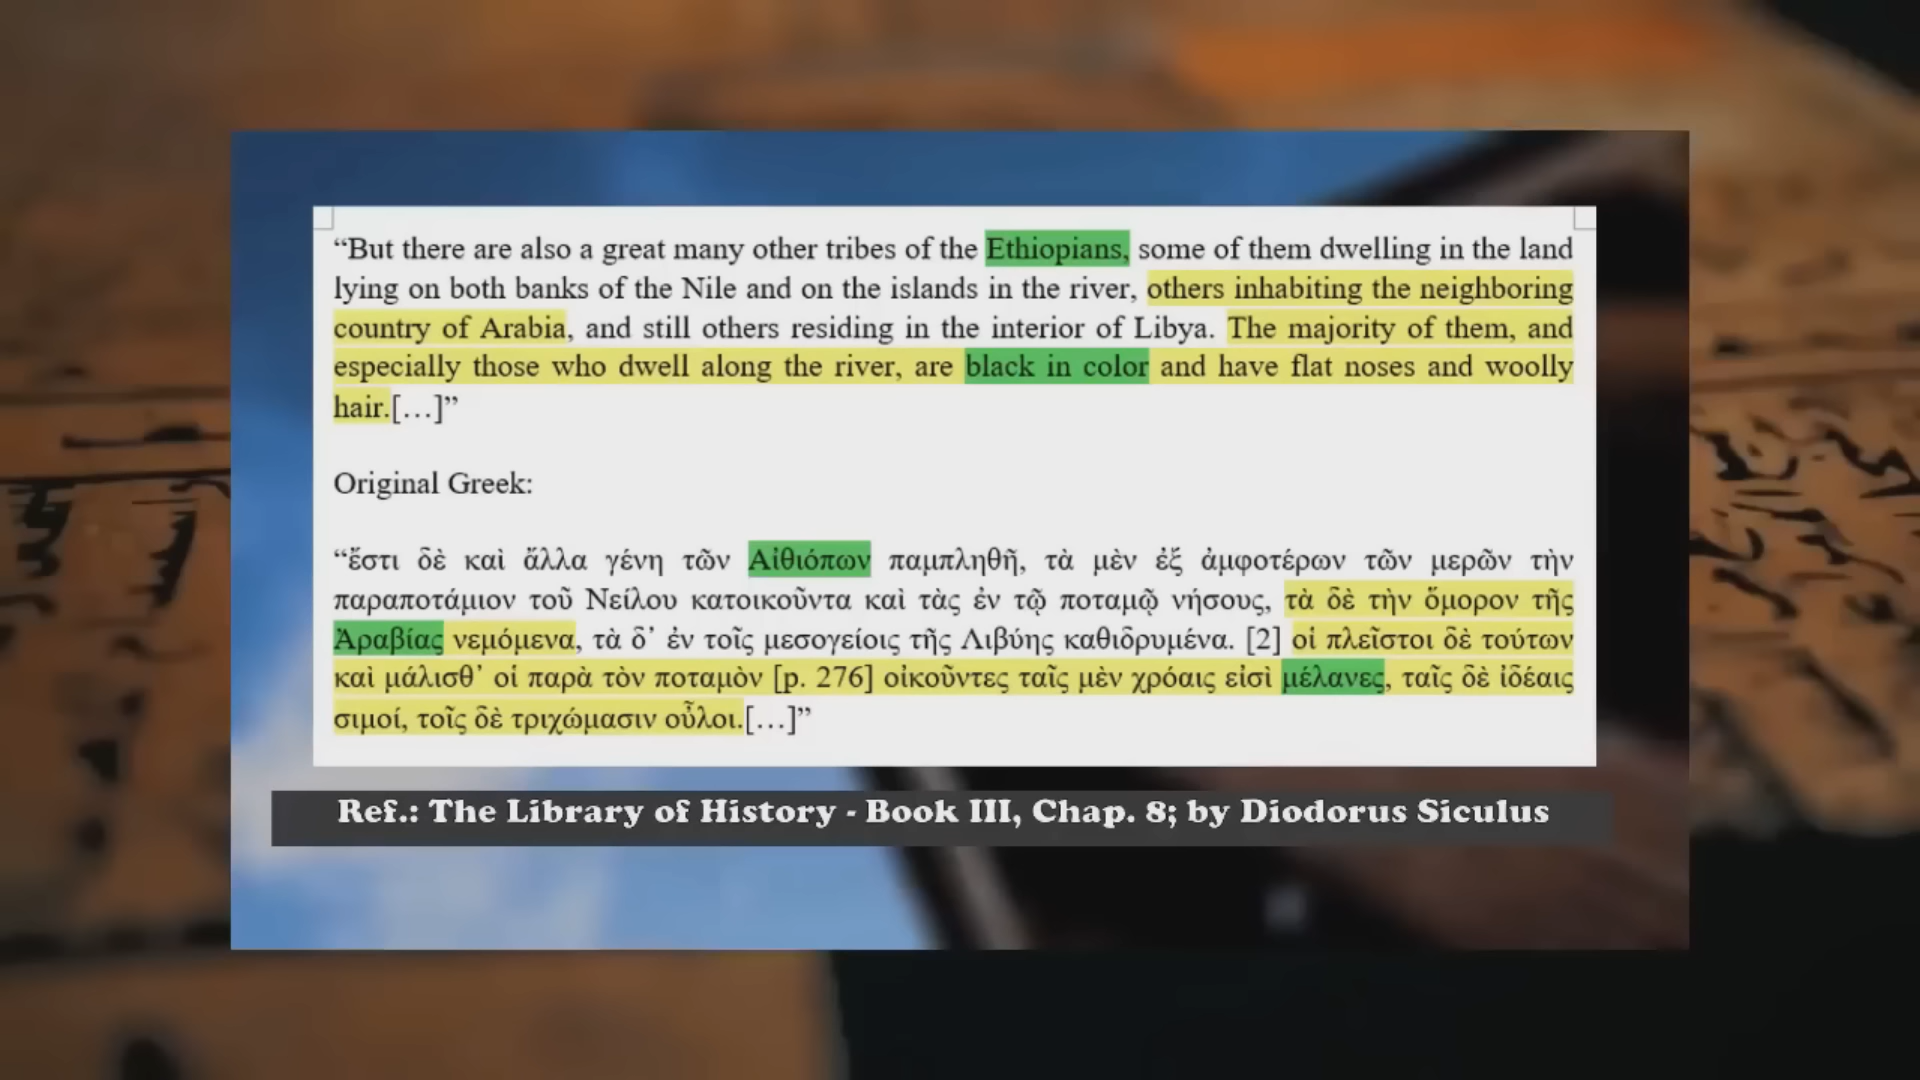 “But there are also a great many other tribes of the Ethiopians, some of them dwelling in the land
lying on both banks of the Nile and on the islands in the river, others inhabiting the neighboring
country of Arabia, and still others residing in the interior of Libya. The majority of them, and
especially those who dwell along the river, are black in color and have flat noses and woolly
hair.[…]”
Original Greek:
“ἔστι δὲ καὶ ἄλλα γένη τῶν Αἰθιόπων παμπληθῆ, τὰ μὲν ἐξ ἀμφοτέρων τῶν μερῶν τὴν
παραποτάμιον τοῦ Νείλου κατοικοῦντα καὶ τὰς ἐν τῷ ποταμῷ νήσους, τὰ δὲ τὴν ὅμορον τῆς
Ἀραβίας νεμόμενα, τὰ δ᾽ ἐν τοῖς μεσογείοις τῆς Λιβύης καθιδρυμένα. [2] οἱ πλεῖστοι δὲ τούτων
καὶ μάλισθ᾽ οἱ παρὰ τὸν ποταμὸν [p. 276] οἰκοῦντες ταῖς μὲν χρόαις εἰσὶ μέλανες, ταῖς δὲ ἰδέαις
σιμοί, τοῖς δὲ τριχώμασιν οὖλοι.[…]”
Ref.: The Library of History - Book III, Chap. 8; by Diodorus Siculus